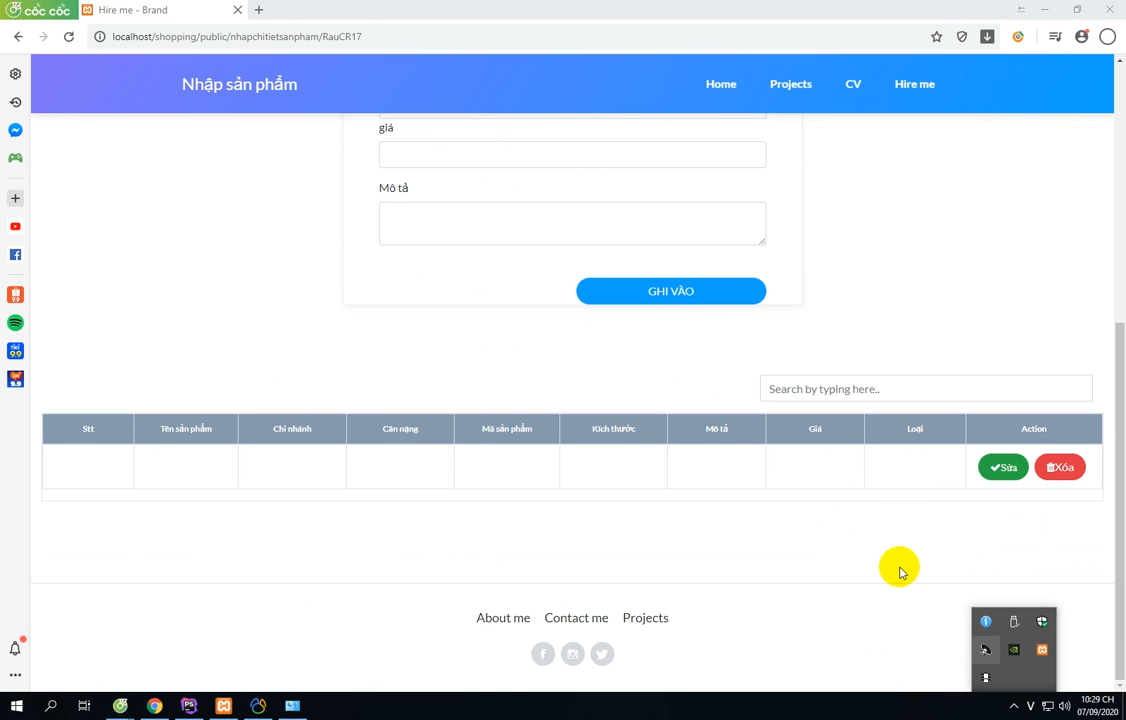 cốc cốc
Hire me - Brand
localhost/shopping/public/nhapchitietsanpham/RauCR17
Nhập sản phẩm
Home
Projects
CV
Hire me
giá
Mô tả
GHI VÀO
Search by typing here..
Stt
Tên sản phẩm
Chi nhánh
Cân nạng
Mã sản phẩm
Kích thước
Mô tả
Giá
Loại
Action
Sửa
Xóa
About me
Contact me
Projects
V
10:29 CH
07/09/2020